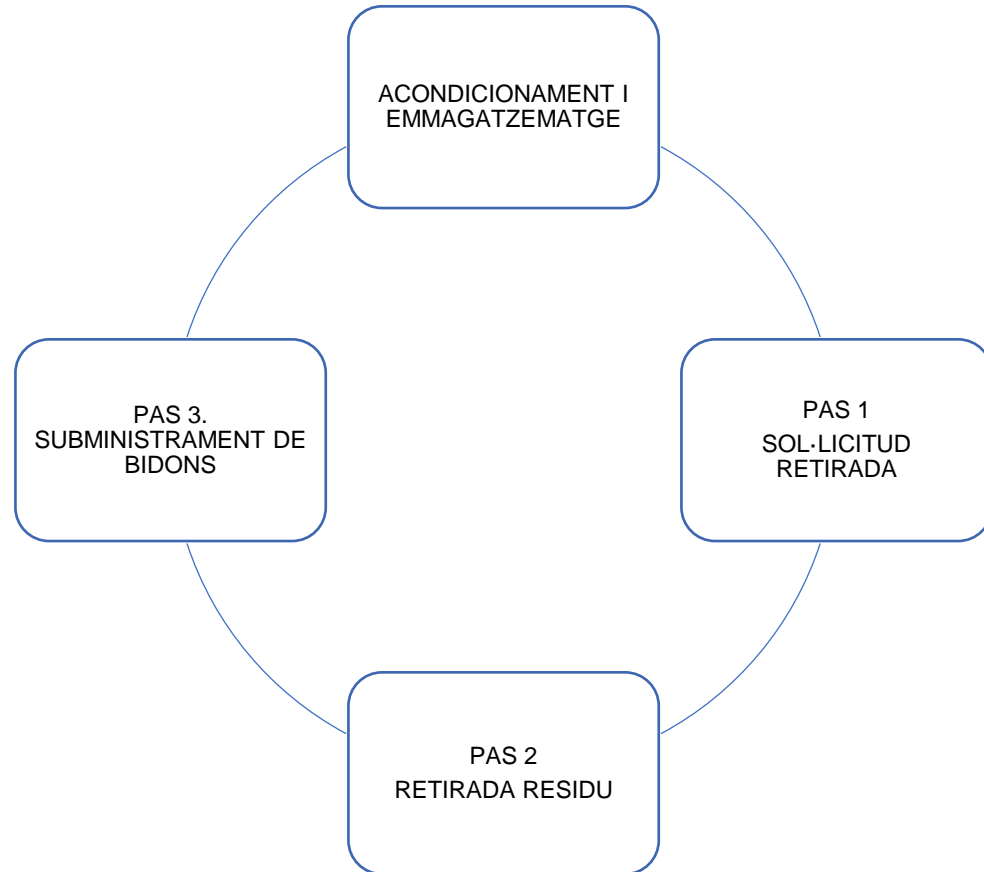 ACONDICIONAMENT I
EMMAGATZEMATGE
PAS 1
SOL·LICITUD
RETIRADA
PAS 2
RETIRADA RESIDU
PAS 3.
SUBMINISTRAMENT DE
BIDONS